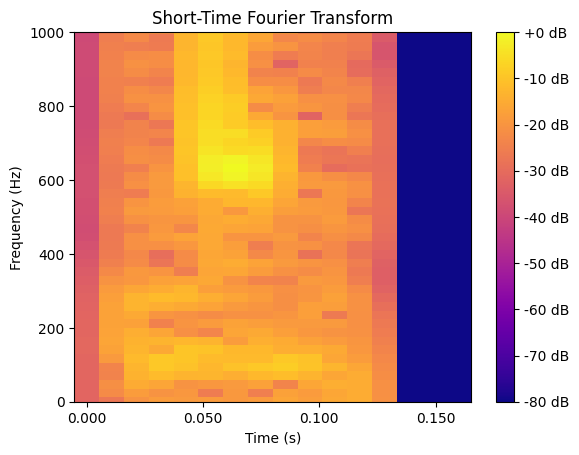 Short-Time Fourier Transform
Frequency (Hz)
1000
800
600
400
200
0
0.000
0.050
0.100
0.150
Time (s)
+0 dB
-10 dB
-20 dB
-30 dB
-40 dB
-50 dB
-60 dB
-70 dB
-80 dB